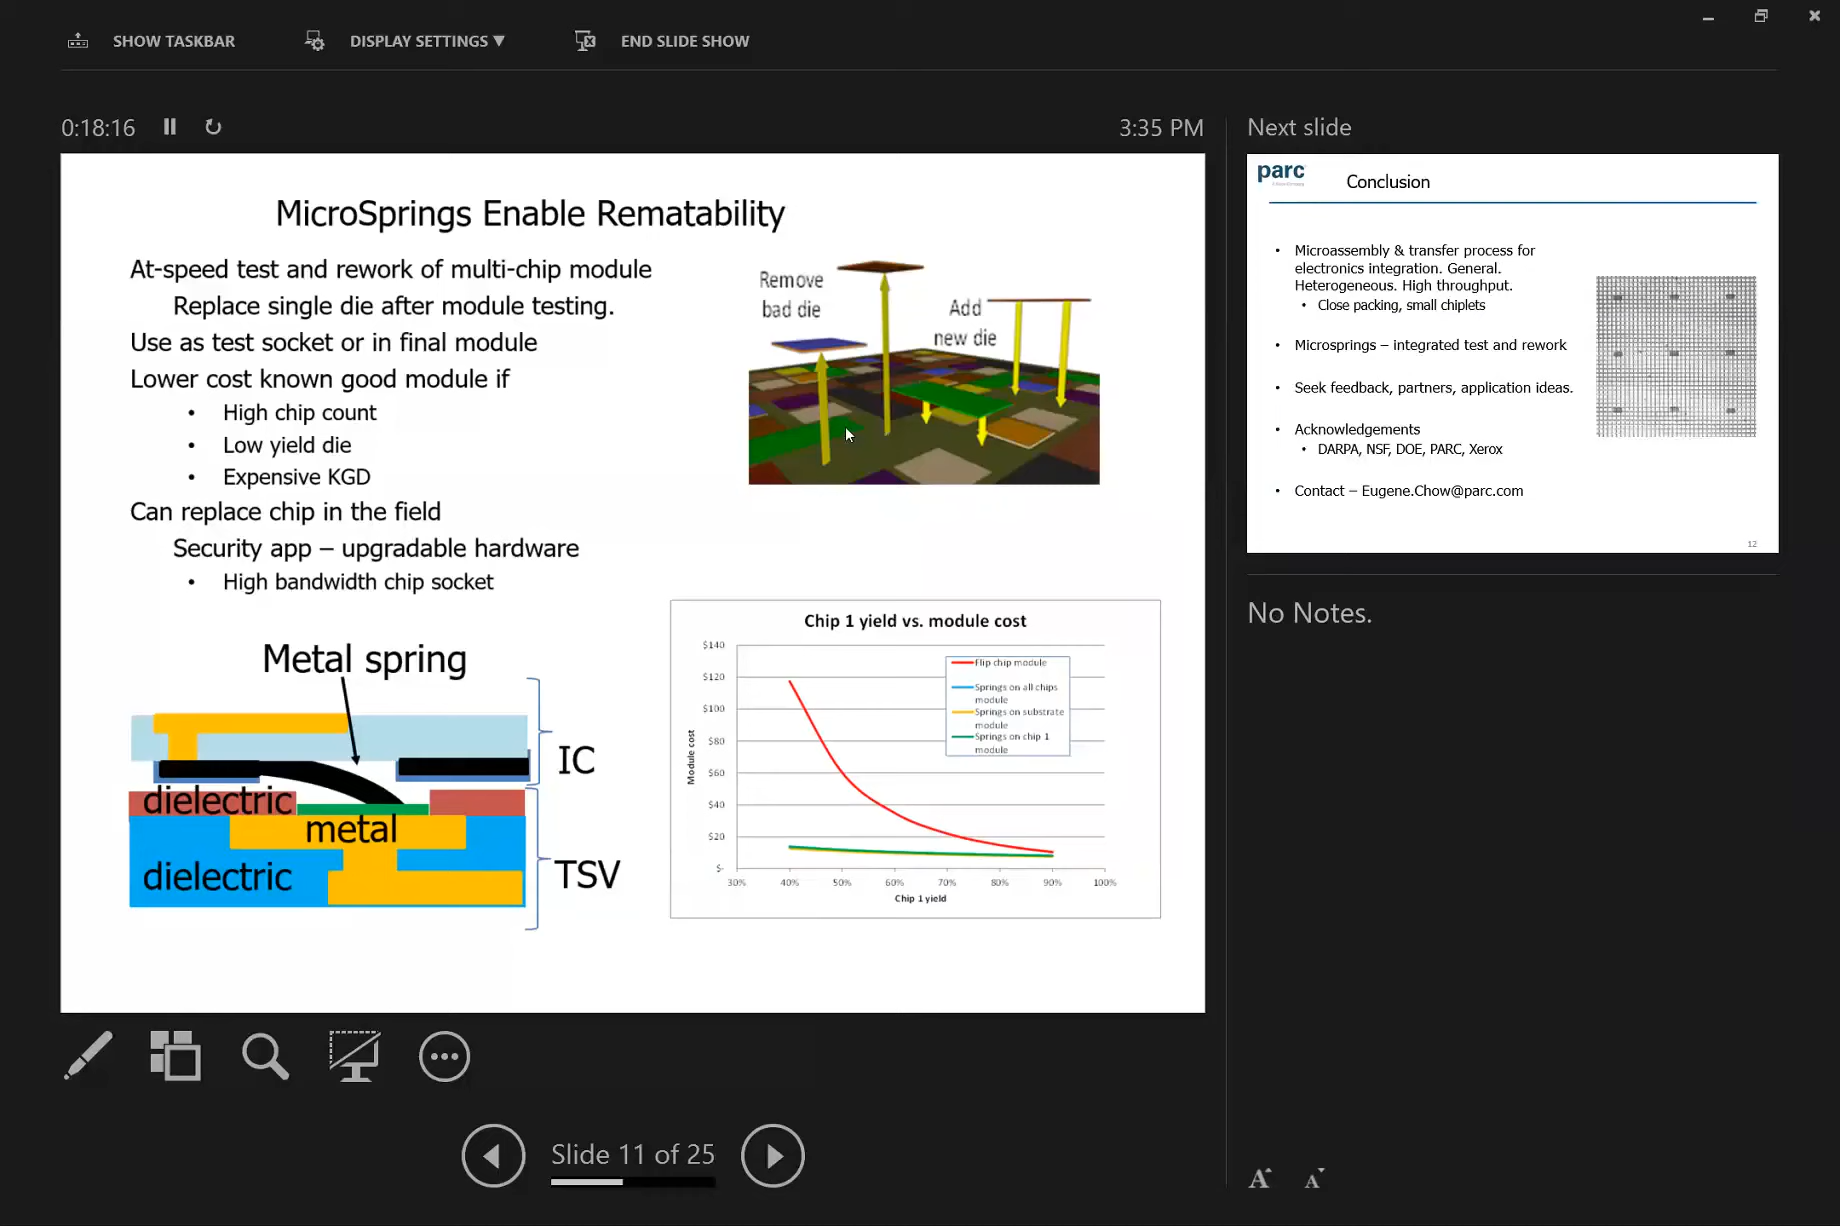 SHOW TASKBAR
DISPLAY SETTINGS ▼
END SLIDE SHOW
0:18:16
3:35 PM
MicroSprings Enable Rematability
At-speed test and rework of multi-chip module
Replace single die after module testing.
Use as test socket or in final module
Lower cost known good module if
• High chip count
• Low yield die
• Expensive KGD
Can replace chip in the field
Security app – upgradable hardware
• High bandwidth chip socket
Remove
bad die
Add
new die
Metal spring
IC
dielectric
metal
dielectric
TSV
Chip 1 yield vs. module cost
Module cost
$140
$120
$100
$80
$60
$40
$20
$-
30% 40% 50% 60% 70% 80% 90% 100%
Chip 1 yield
Flip chip module
Springs on all chips
module
Springs on substrate
module
Springs on chip 1
module
Slide 11 of 25
Next slide
parc
Conclusion
• Microassembly & transfer process for
electronics integration. General.
Heterogeneous. High throughput.
• Close packing, small chiplets
• Microsprings – integrated test and rework
• Seek feedback, partners, application ideas.
• Acknowledgements
• DARPA, NSF, DOE, PARC, Xerox
• Contact – Eugene.Chow@parc.com
12
No Notes.
A
A